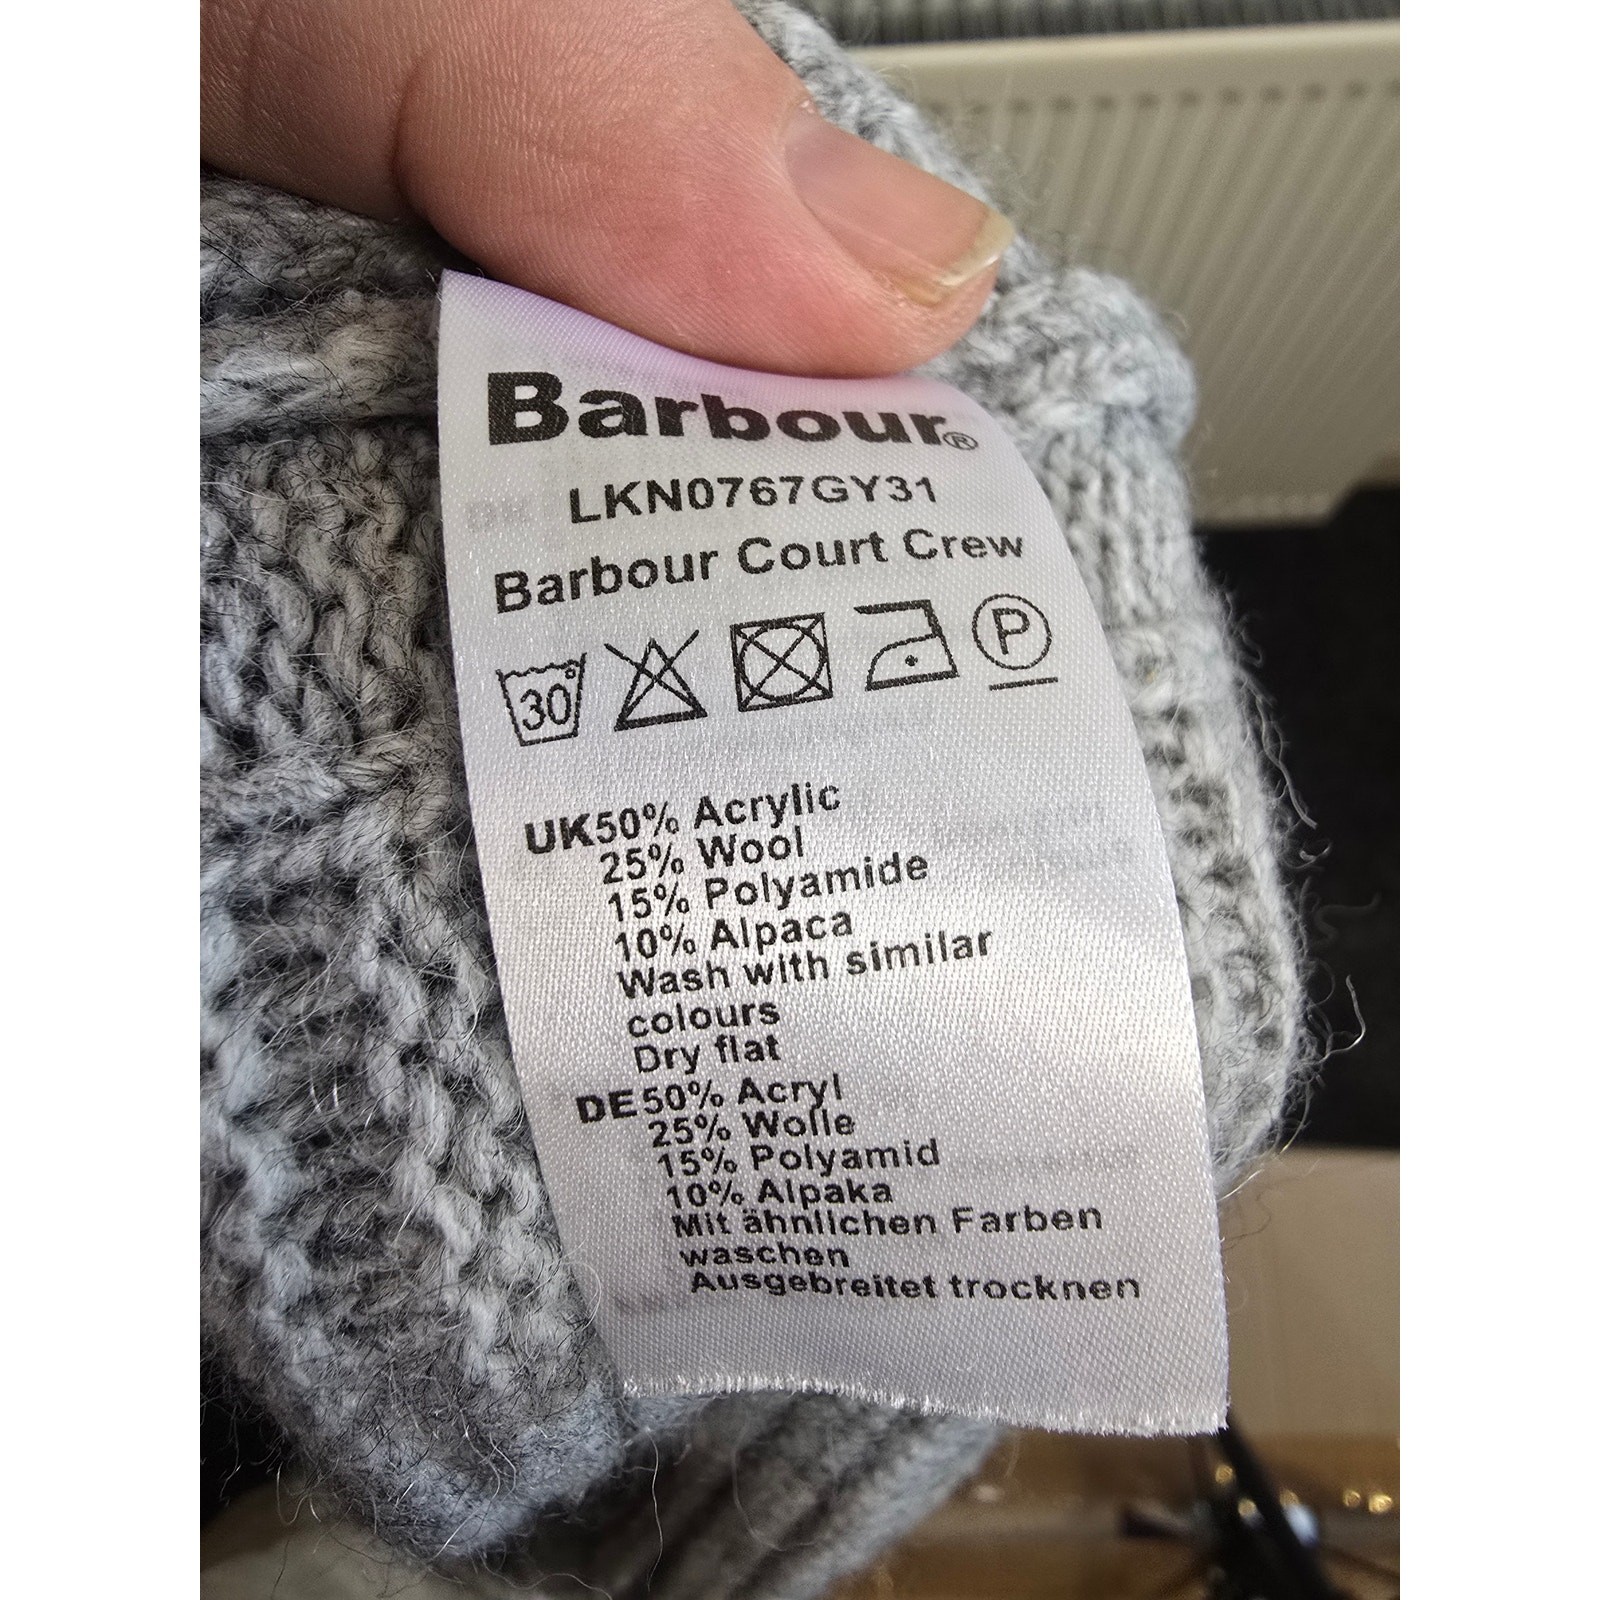 Barbour®
LKN0767GY31
Barbour Court Crew
30° P
UK50% Acrylic
25% Wool
15% Polyamide
10% Alpaca
Wash with similar
colours
Dry flat
DE50% Acryl
25% Wolle
15% Polyamid
10% Alpaka
Mit ähnlichen Farben
waschen
Ausgebreitet trocknen